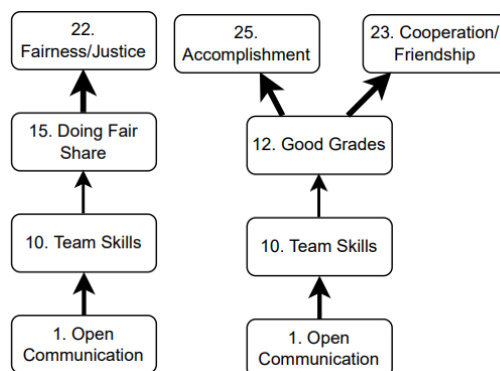 22.
Fairness/Justice
25.
Accomplishment
23. Cooperation/
Friendship
15. Doing Fair
Share
12. Good Grades
10. Team Skills
10. Team Skills
1. Open
Communication
1. Open
Communication